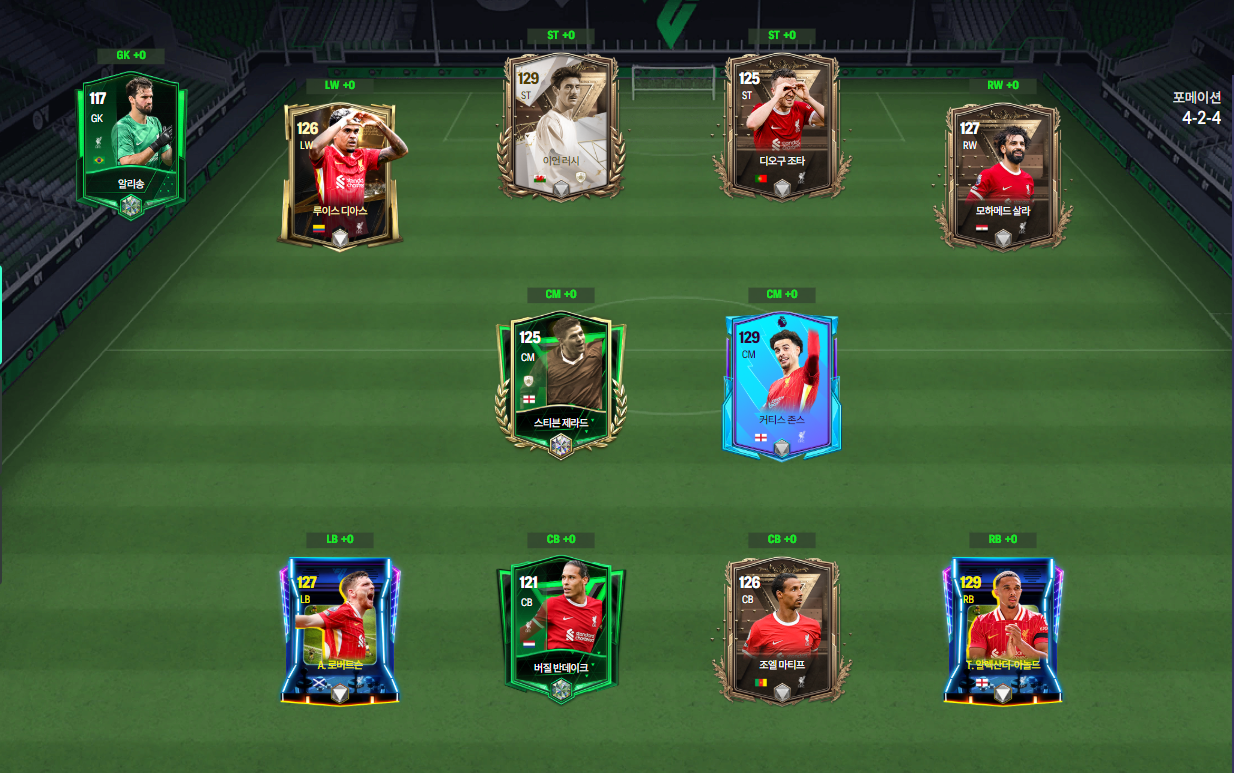 GK +0
117
GK
알리송
LW +0
126
LW
루이스 디아스
ST +0
129
ST
이언 러시
ST +0
125
ST
디오구 조타
RW +0
127
RW
모하메드 살라
포메이션
4-2-4
CM +0
125
CM
스티븐 제라드
CM +0
129
CM
커티스 존스
LB +0
127
LB
A. 로버트슨
CB +0
121
CB
버질 반데이크
CB +0
126
CB
조엘 마티프
RB +0
129
RB
T. 알렉산더-아놀드